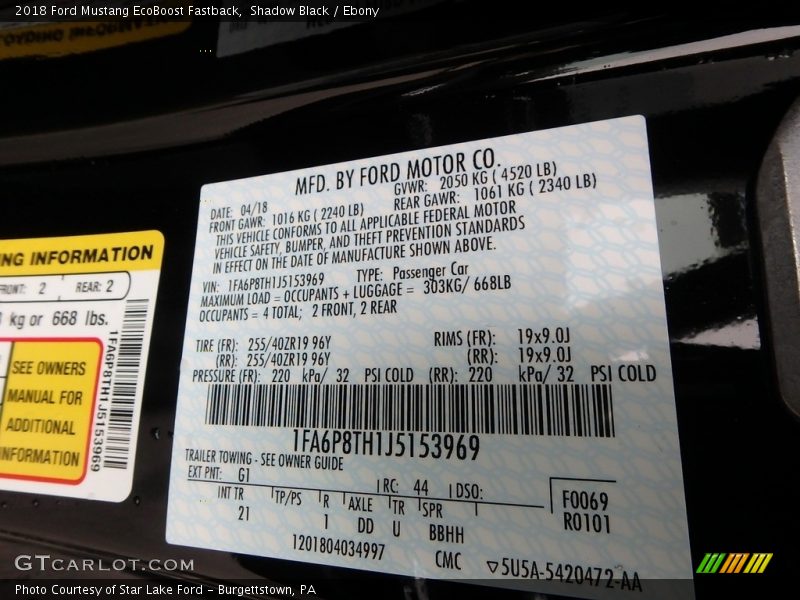 2018 Ford Mustang EcoBoost Fastback,  Shadow Black / Ebony
MFD. BY FORD MOTOR CO.
DATE: 04/18 GVWR: 2050 KG ( 4520 LB)
FRONT GAWR: 1016 KG ( 2240 LB) REAR GAWR: 1061 KG ( 2340 LB)
THIS VEHICLE CONFORMS TO ALL APPLICABLE FEDERAL MOTOR
VEHICLE SAFETY, BUMPER, AND THEFT PREVENTION STANDARDS
IN EFFECT ON THE DATE OF MANUFACTURE SHOWN ABOVE.
VIN: 1FA6P8TH1J5153969 TYPE: Passenger Car
MAXIMUM LOAD = OCCUPANTS + LUGGAGE = 303KG/ 668LB
OCCUPANTS = 4 TOTAL; 2 FRONT, 2 REAR
TIRE (FR): 255/40ZR19 96Y RIMS (FR): 19x9.0J
(RR): 255/40ZR19 96Y (RR): 19x9.0J
PRESSURE (FR): 220 kPa/ 32 PSI COLD (RR): 220 kPa/ 32 PSI COLD
1FA6P8TH1J5153969
TRAILER TOWING - SEE OWNER GUIDE
EXT PNT: G1 RC: 44 DSO:
INT TR TP/PS R AXLE TR SPR
21 I DD U BBHH
F0069
R0101
1201804034997 CMC ▽5U5A-5420472-AA
NG INFORMATION
FRONT: 2 REAR: 2
kg or 668 lbs.
SEE OWNERS
MANUAL FOR
ADDITIONAL
INFORMATION
1FA6P8TH1J5153969
GTCARLOT.COM
Photo Courtesy of Star Lake Ford – Burgettstown, PA